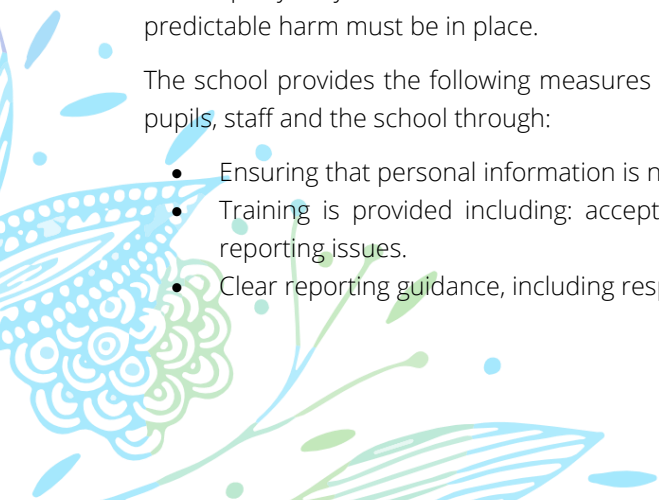 predictable harm must be in place.
The school provides the following measures
pupils, staff and the school through:
• Ensuring that personal information is n
• Training is provided including: accept
reporting issues.
• Clear reporting guidance, including resp